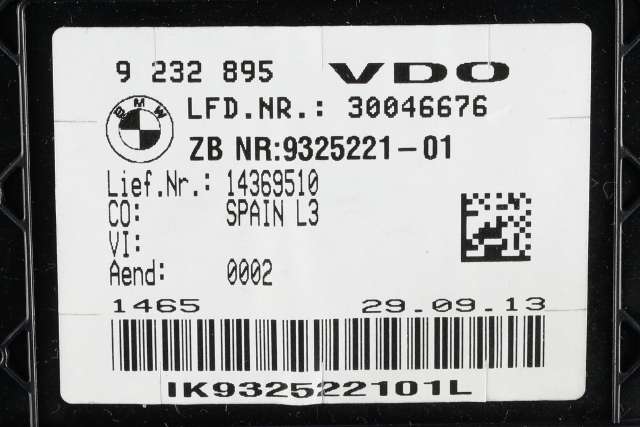 9 232 895 VDO
BMW
LFD.NR.: 30046676
ZB NR:9325221-01
Lief.Nr.: 14369510
CO: SPAIN L3
VI:
Aend: 0002
1465 29.09.13
IK932522101L